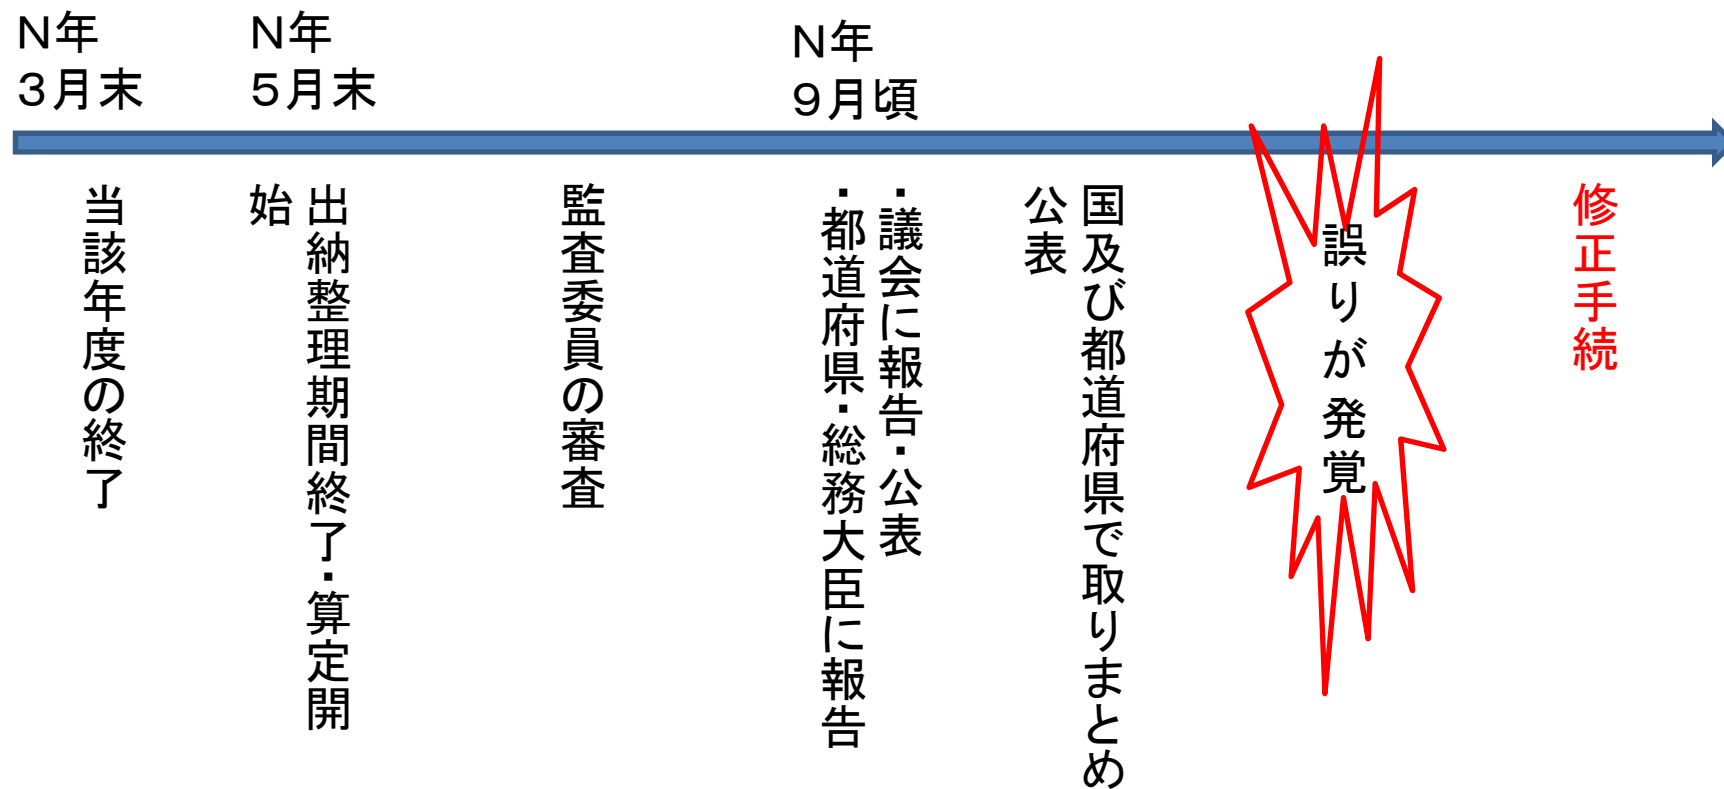 Ｎ年
３月末
Ｎ年
５月末
Ｎ年
９月頃
当該年度の終了
出納整理期間終了・算定開
始
監査委員の審査
・議会に報告・公表
・都道府県・総務大臣に報告
国及び都道府県で取りまとめ
公表
誤りが発覚
修正手続